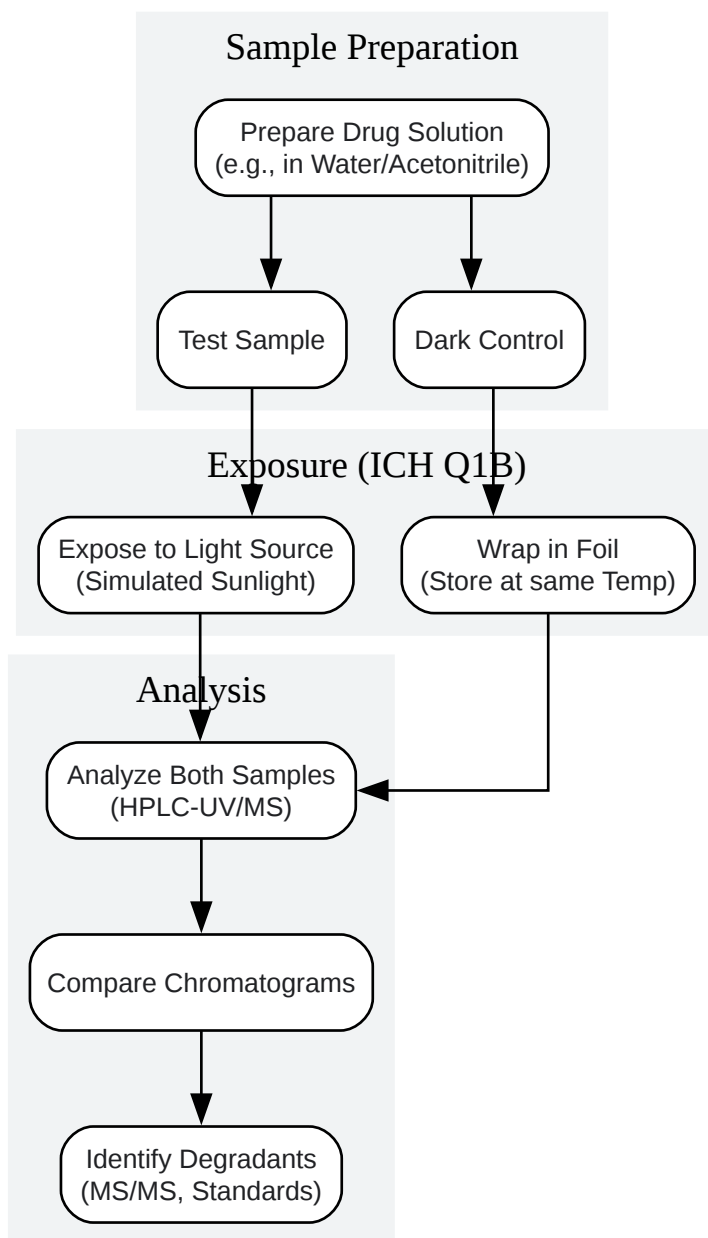 Sample Preparation
Prepare Drug Solution
(e.g., in Water/Acetonitrile)
Test Sample
Dark Control
Exposure (ICH Q1B)
Expose to Light Source
(Simulated Sunlight)
Wrap in Foil
(Store at same Temp)
Analysis
Analyze Both Samples
(HPLC-UV/MS)
Compare Chromatograms
Identify Degradants
(MS/MS, Standards)